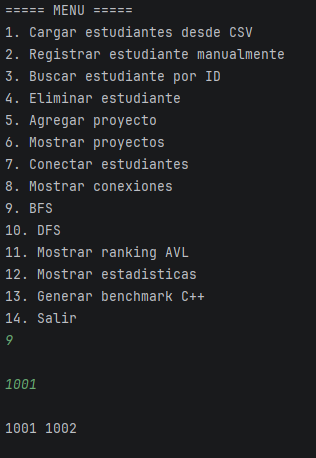 ===== MENU =====
1. Cargar estudiantes desde CSV
2. Registrar estudiante manualmente
3. Buscar estudiante por ID
4. Eliminar estudiante
5. Agregar proyecto
6. Mostrar proyectos
7. Conectar estudiantes
8. Mostrar conexiones
9. BFS
10. DFS
11. Mostrar ranking AVL
12. Mostrar estadisticas
13. Generar benchmark C++
14. Salir
9
1001
1001 1002